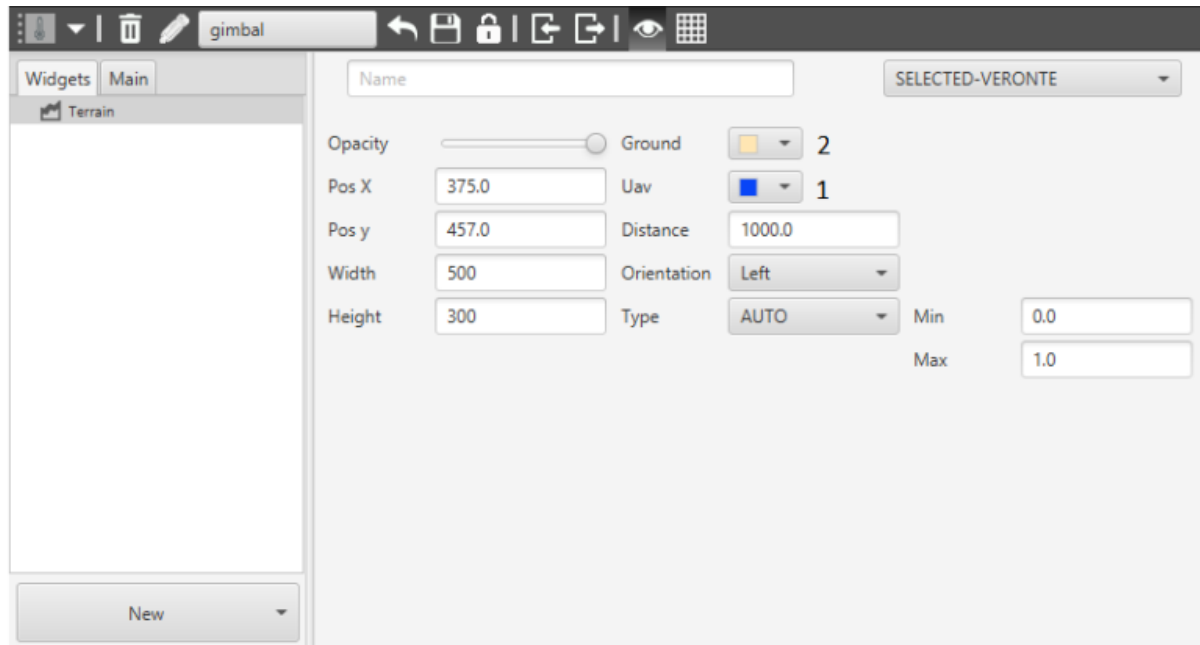 gimbal
Widgets Main
Terrain
New
Name SELECTED-VERONTE
Opacity Ground 2
Pos X 375.0 Uav 1
Pos y 457.0 Distance 1000.0
Width 500 Orientation Left
Height 300 Type AUTO Min 0.0
Max 1.0